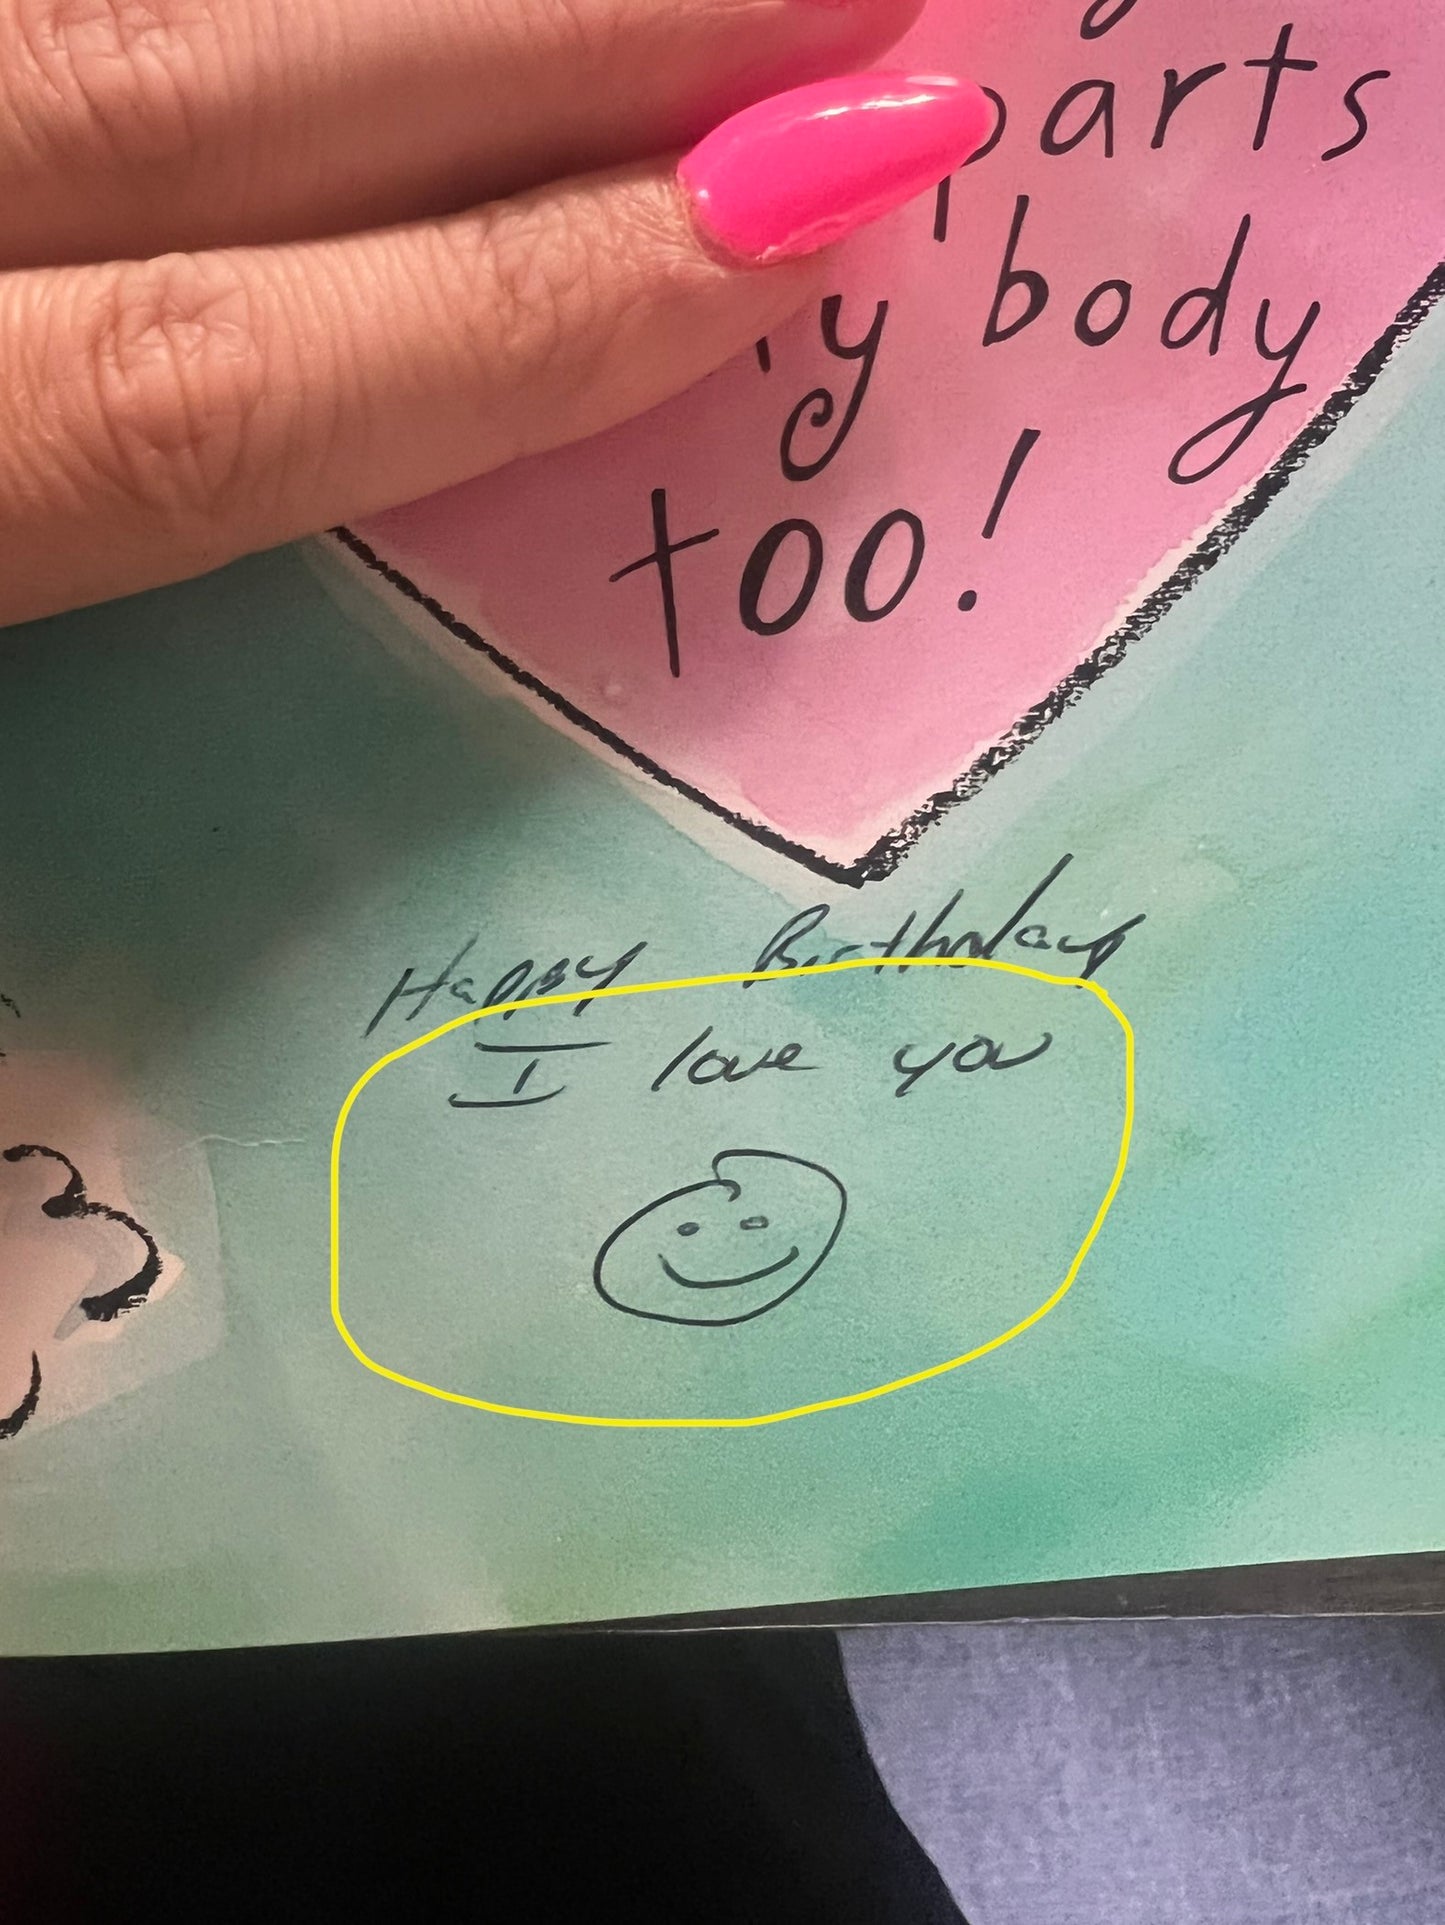 parts
body
too!
Happy Birthday
I love you